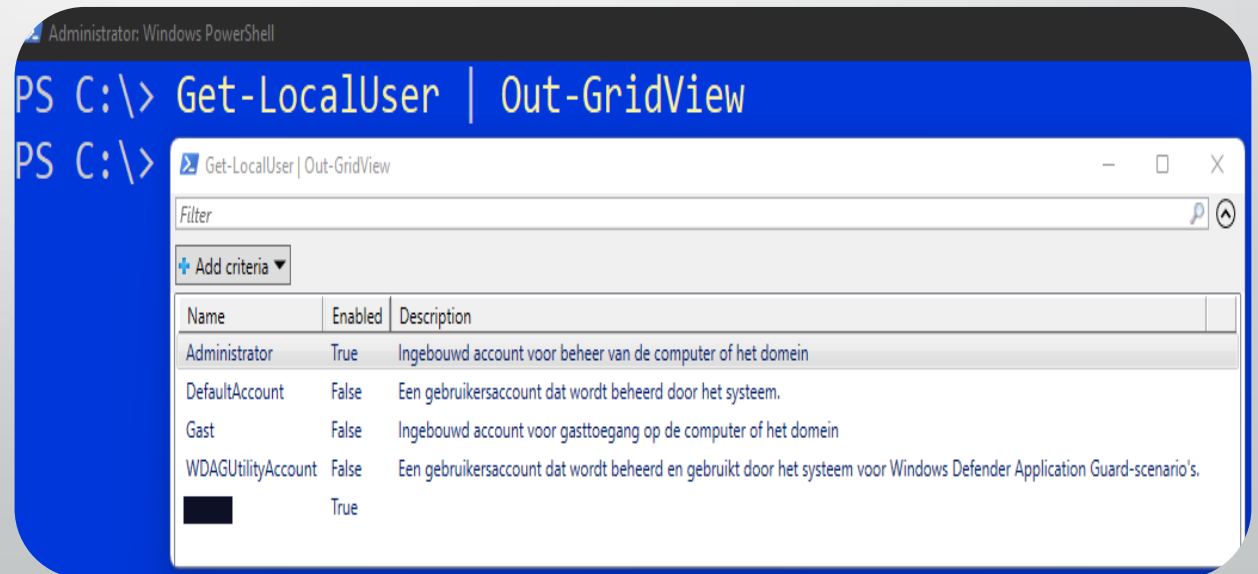 Administrator: Windows PowerShell
PS C:\> Get-LocalUser | Out-GridView
PS C:\>
Get-LocalUser | Out-GridView
Filter
Add criteria
Name Enabled Description
Administrator True Ingebouwd account voor beheer van de computer of het domein
DefaultAccount False Een gebruikersaccount dat wordt beheerd door het systeem.
Gast False Ingebouwd account voor gasttoegang op de computer of het domein
WDAGUtilityAccount False Een gebruikersaccount dat wordt beheerd en gebruikt door het systeem voor Windows Defender Application Guard-scenario's.
True